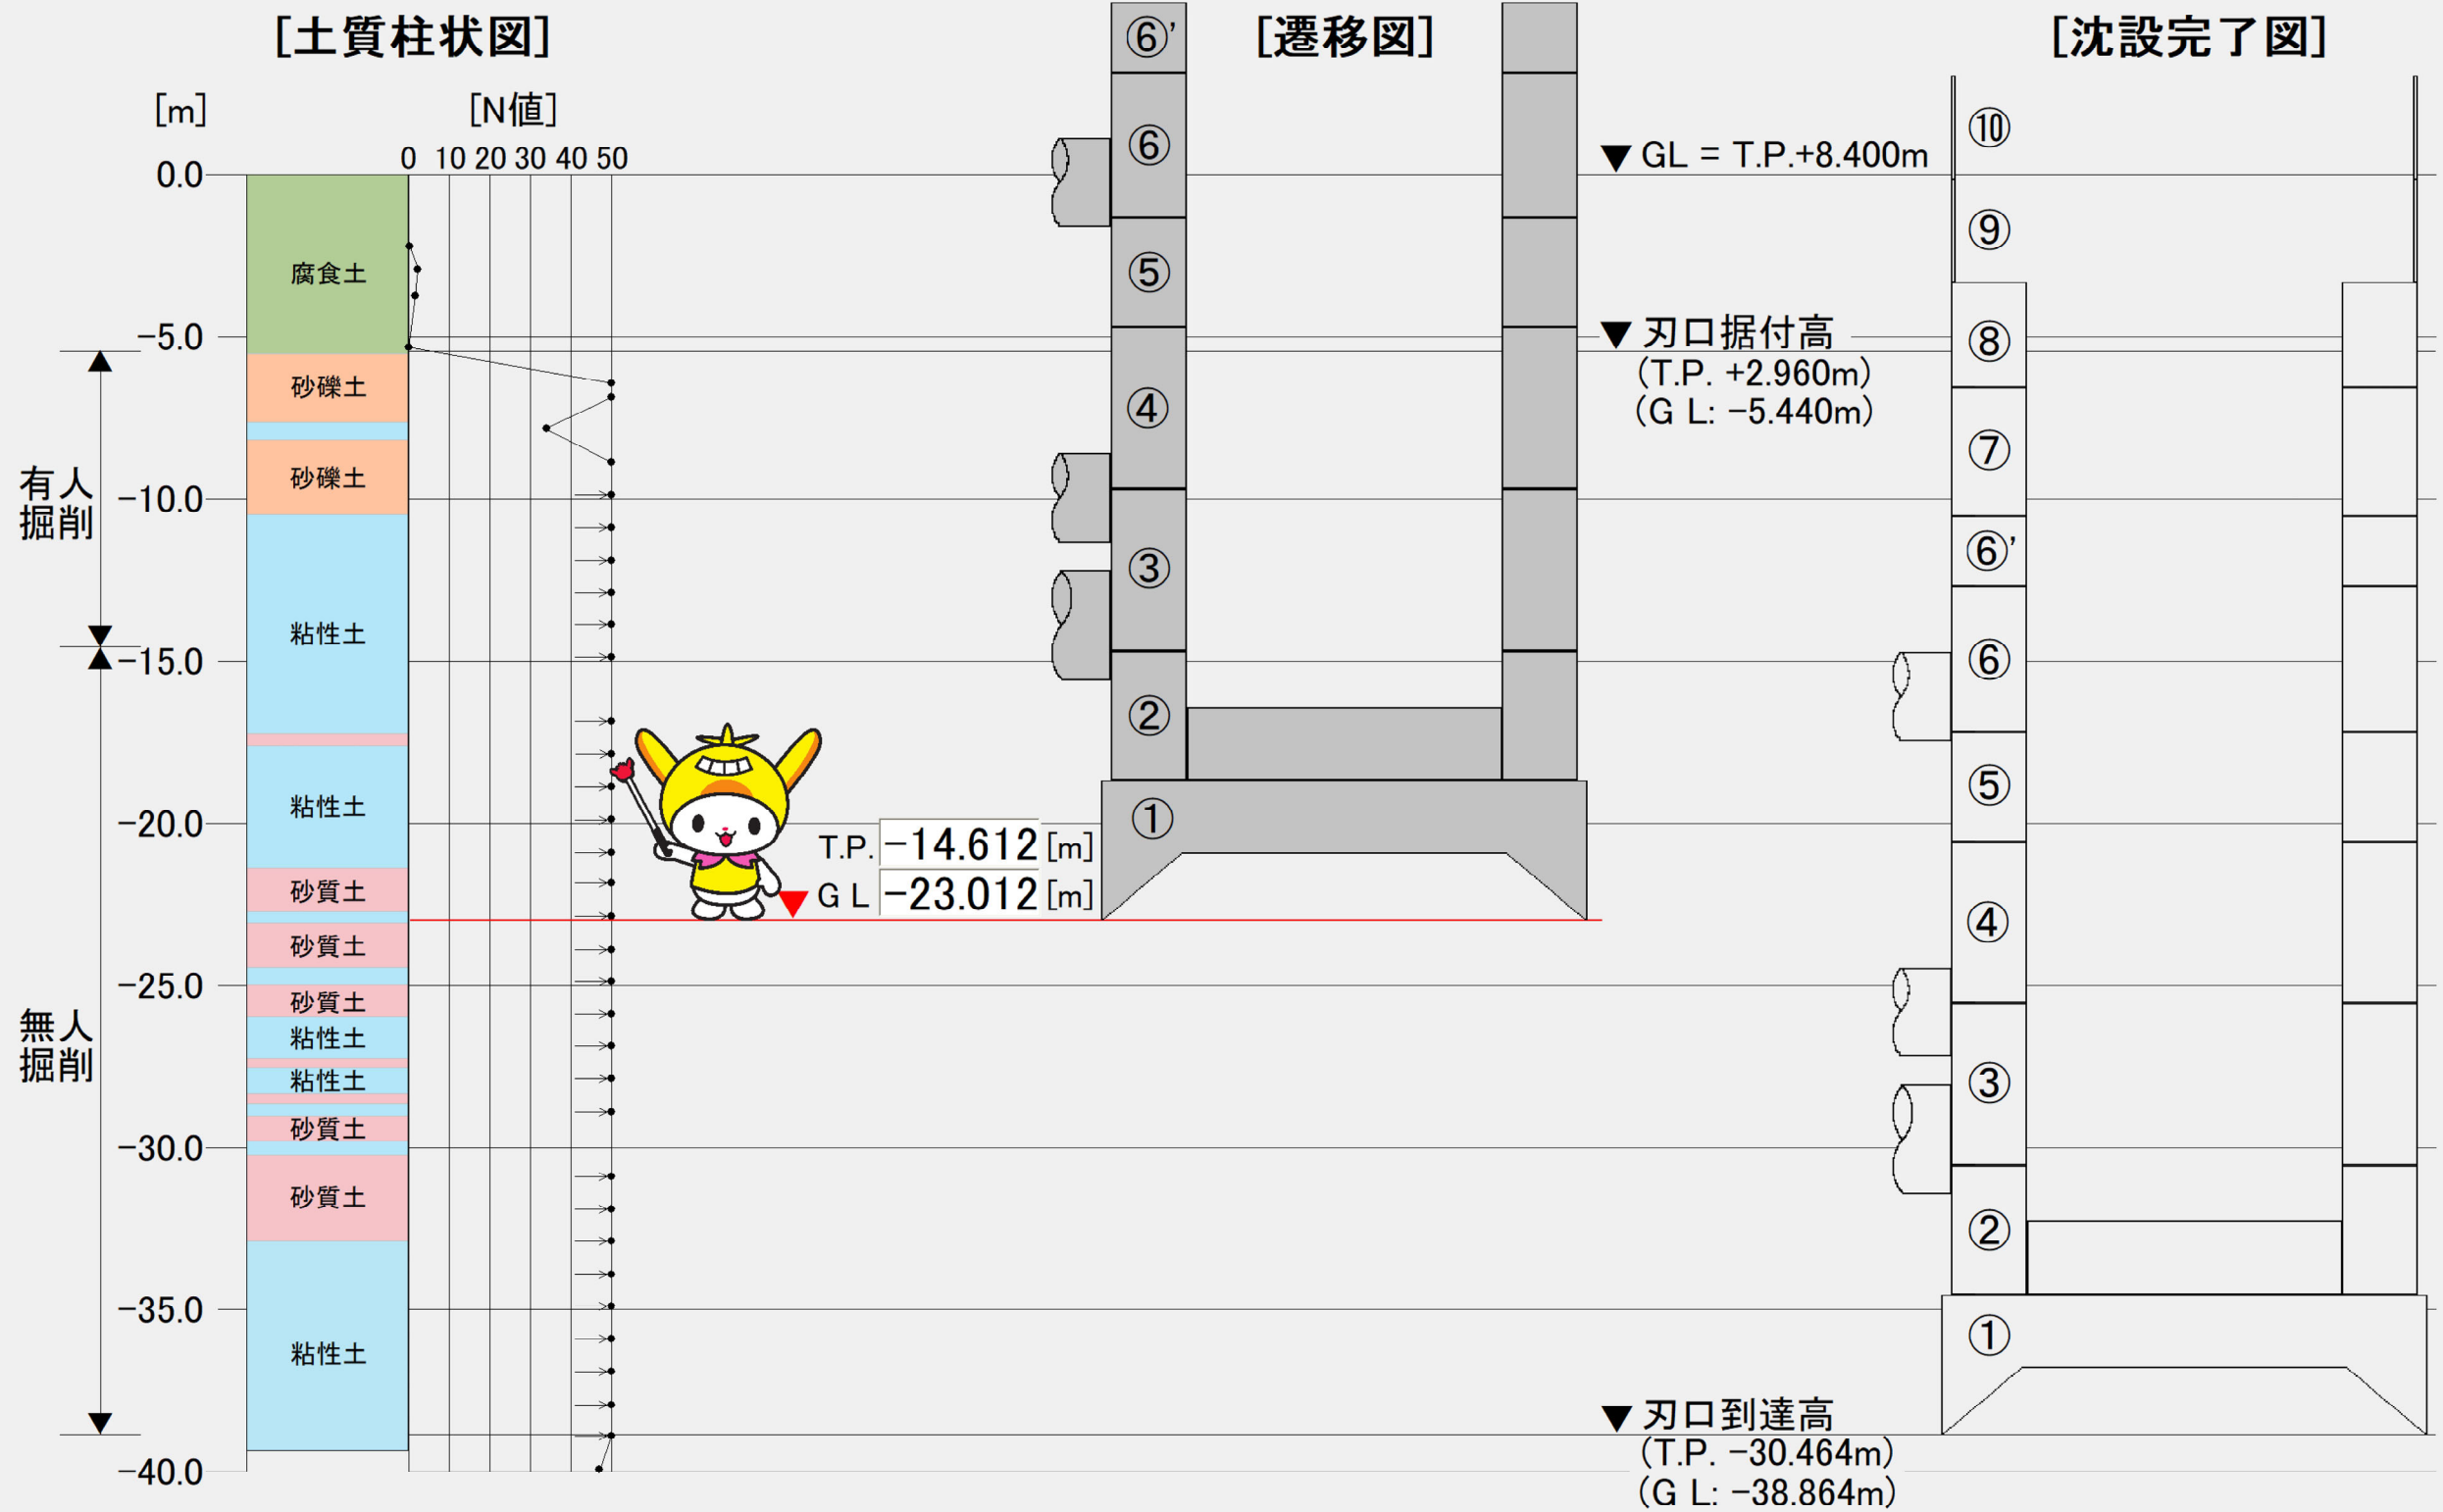 [土質柱状図]
[m]
[N値]
0 10 20 30 40 50
0.0
-5.0
-10.0
-15.0
-20.0
-25.0
-30.0
-35.0
-40.0
有人
掘削
無人
掘削
腐食土
砂礫土
砂礫土
粘性土
粘性土
砂質土
砂質土
砂質土
粘性土
粘性土
砂質土
砂質土
粘性土
[遷移図]
⑥'
⑥
⑤
④
③
②
①
T.P. -14.612 [m]
G L -23.012 [m]
▼ GL = T.P.+8.400m
▼ 刃口据付高
(T.P. +2.960m)
(G L: -5.440m)
▼ 刃口到達高
(T.P. -30.464m)
(G L: -38.864m)
[沈設完了図]
⑩
⑨
⑧
⑦
⑥'
⑥
⑤
④
③
②
①